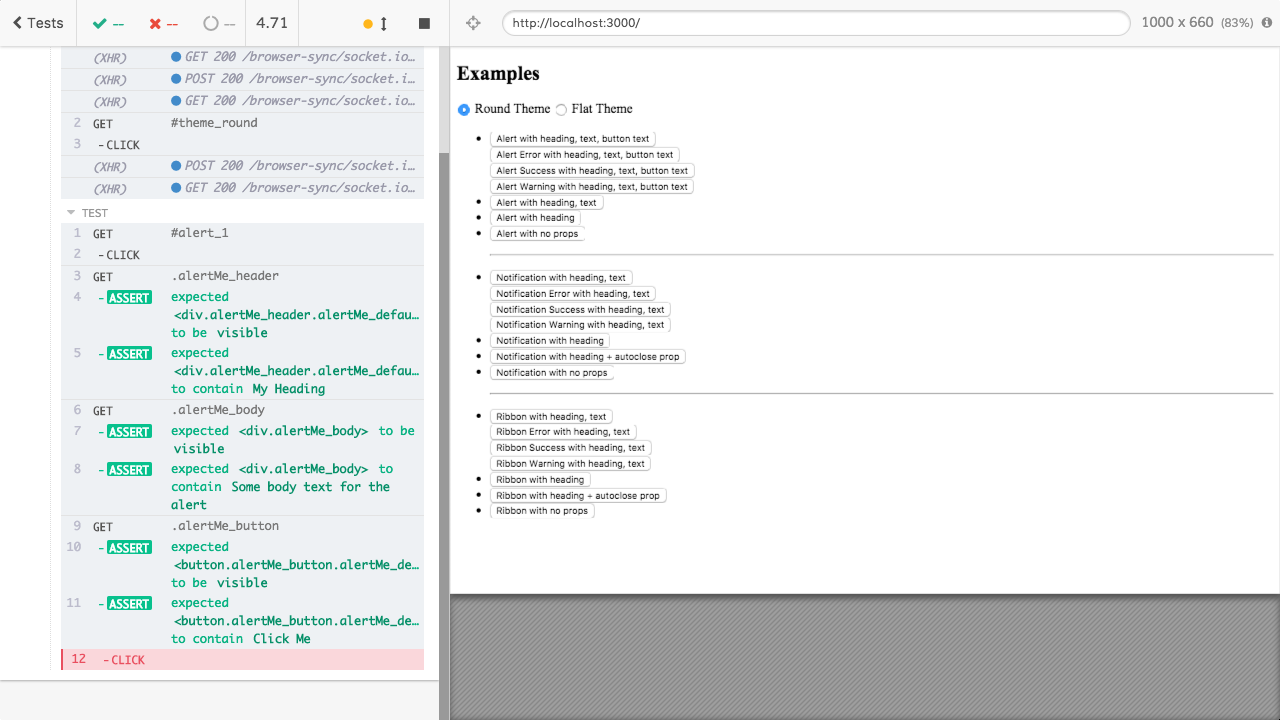 Tests -- -- -- 4.71
http://localhost:3000/ 1000 x 660 (83%)
(XHR) GET 200 /browser-sync/socket.io…
(XHR) POST 200 /browser-sync/socket.i…
(XHR) GET 200 /browser-sync/socket.io…
2 GET #theme_round
3 -CLICK
(XHR) POST 200 /browser-sync/socket.i…
(XHR) GET 200 /browser-sync/socket.io…
TEST
1 GET #alert_1
2 -CLICK
3 GET .alertMe_header
4 -ASSERT expected
<div.alertMe_header.alertMe_defau…
to be visible
5 -ASSERT expected
<div.alertMe_header.alertMe_defau…
to contain My Heading
6 GET .alertMe_body
7 -ASSERT expected <div.alertMe_body> to be
visible
8 -ASSERT expected <div.alertMe_body> to
contain Some body text for the
alert
9 GET .alertMe_button
10 -ASSERT expected
<button.alertMe_button.alertMe_de…
to be visible
11 -ASSERT expected
<button.alertMe_button.alertMe_de…
to contain Click Me
12 -CLICK
Examples
Round Theme Flat Theme
Alert with heading, text, button text
Alert Error with heading, text, button text
Alert Success with heading, text, button text
Alert Warning with heading, text, button text
Alert with heading, text
Alert with heading
Alert with no props
Notification with heading, text
Notification Error with heading, text
Notification Success with heading, text
Notification Warning with heading, text
Notification with heading
Notification with heading + autoclose prop
Notification with no props
Ribbon with heading, text
Ribbon Error with heading, text
Ribbon Success with heading, text
Ribbon Warning with heading, text
Ribbon with heading
Ribbon with heading + autoclose prop
Ribbon with no props